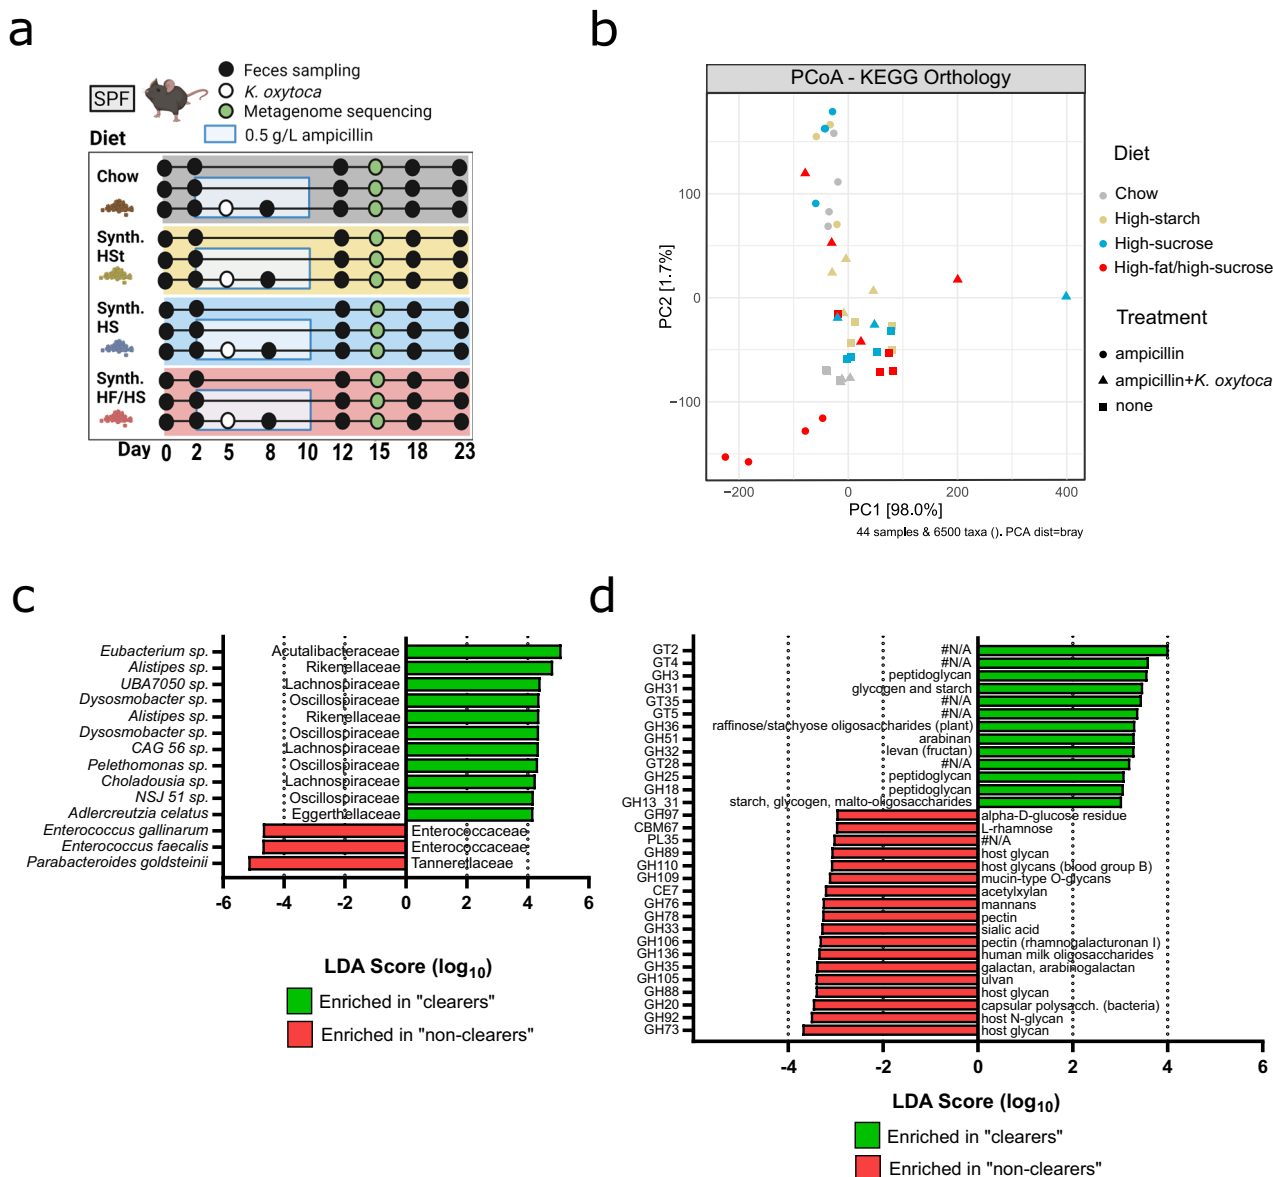 a
SPF
Feces sampling
K. oxytoca
Metagenome sequencing
0.5 g/L ampicillin
Diet
Chow
Synth.
HSt
Synth.
HS
Synth.
HF/HS
Day 0 2 5 8 10 12 15 18 23
b
PCoA - KEGG Orthology
PC2 [1.7%]
100
0
−100
−200 0 200 400
PC1 [98.0%]
44 samples & 6500 taxa (). PCA dist=bray
Diet
Chow
High-starch
High-sucrose
High-fat/high-sucrose
Treatment
ampicillin
ampicillin+K. oxytoca
none
c
Eubacterium sp. Acutalibacteraceae
Alistipes sp. Rikenellaceae
UBA7050 sp. Lachnospiraceae
Dysosmobacter sp. Oscillospiraceae
Alistipes sp. Rikenellaceae
Dysosmobacter sp. Oscillospiraceae
CAG 56 sp. Lachnospiraceae
Pelethomonas sp. Oscillospiraceae
Choladousia sp. Lachnospiraceae
NSJ 51 sp. Oscillospiraceae
Adlercreutzia celatus Eggerthellaceae
Enterococcus gallinarum Enterococcaceae
Enterococcus faecalis Enterococcaceae
Parabacteroides goldsteinii Tannerellaceae
-6 -4 -2 0 2 4 6
LDA Score (log10)
Enriched in "clearers"
Enriched in "non-clearers"
d
GT2 #N/A
GT4 #N/A
GH3 peptidoglycan
GH31 glycogen and starch
GT35 #N/A
GT5 #N/A
GH36 raffinose/stachyose oligosaccharides (plant)
GH51 arabinan
GH32 levan (fructan)
GT28 #N/A
GH25 peptidoglycan
GH18 peptidoglycan
GH13_31 starch, glycogen, malto-oligosaccharides
GH97 alpha-D-glucose residue
CBM67 L-rhamnose
PL35 #N/A
GH89 host glycan
GH110 host glycans (blood group B)
GH109 mucin-type O-glycans
CE7 acetylxylan
GH76 mannans
GH78 pectin
GH33 sialic acid
GH106 pectin (rhamnogalacturonan I)
GH136 human milk oligosaccharides
GH35 galactan, arabinogalactan
GH105 ulvan
GH88 host glycan
GH20 capsular polysacch. (bacteria)
GH92 host N-glycan
GH73 host glycan
-4 -2 0 2 4 6
LDA Score (log10)
Enriched in "clearers"
Enriched in "non-clearers"